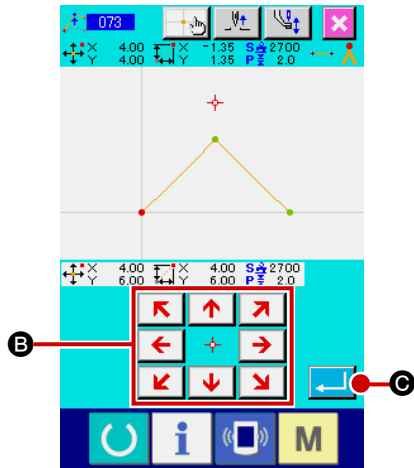 073
X 4.00 X -1.35 S 2700
Y 4.00 Y 1.35 P 2.0
X 4.00 X 4.00 S 2700
Y 6.00 Y 6.00 P 2.0
B
C
i M